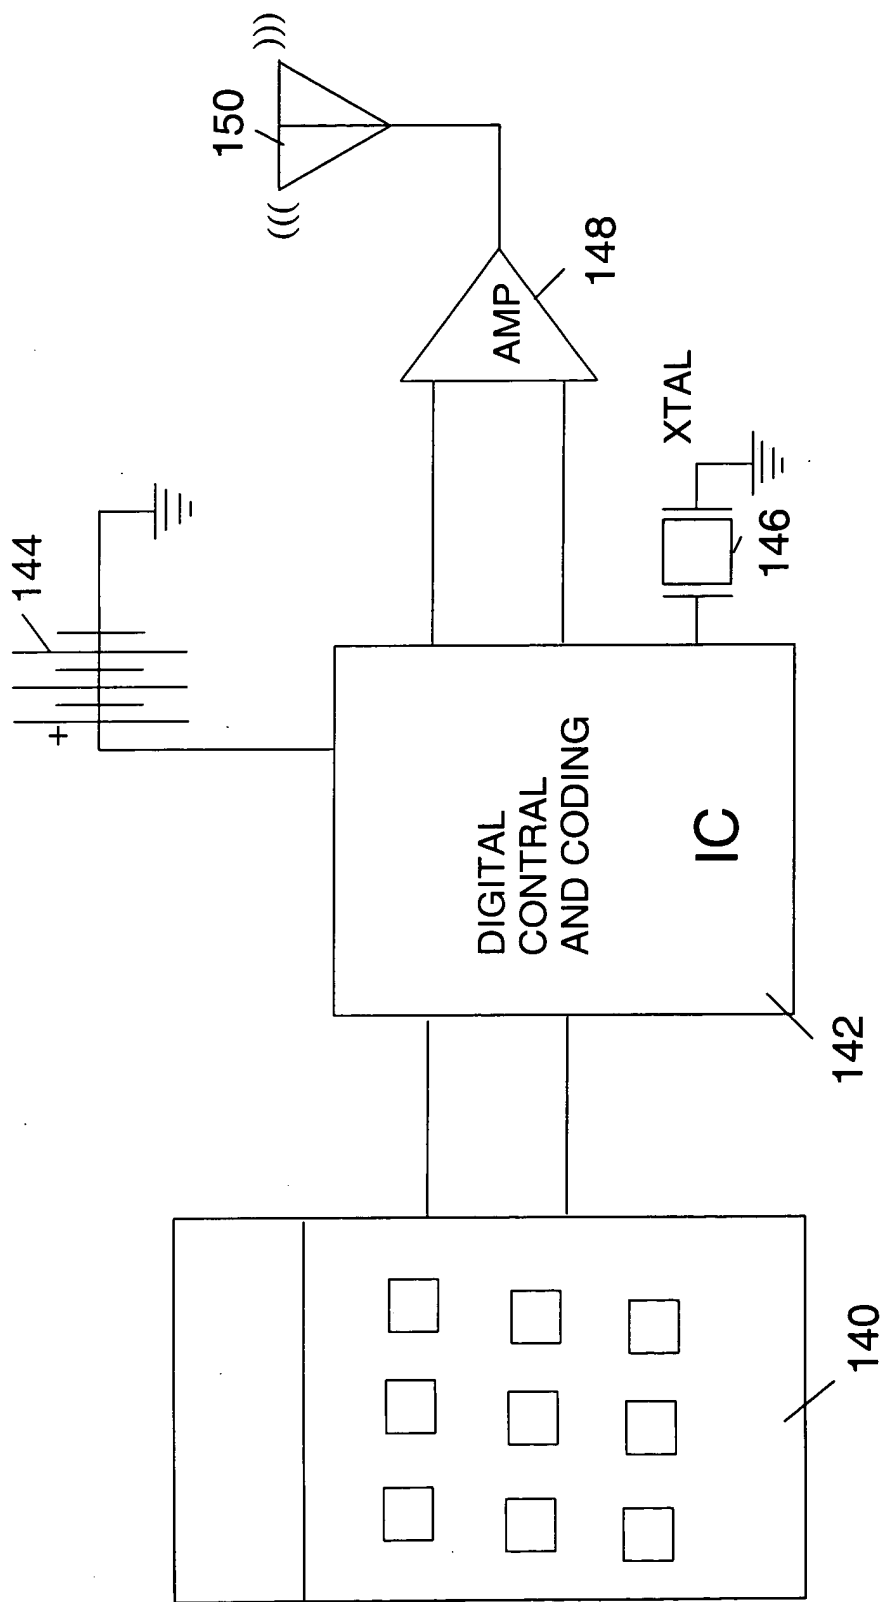 144
+
150
)))
(((
AMP
148
DIGITAL
CONTRAL
AND CODING
IC
XTAL
146
142
140